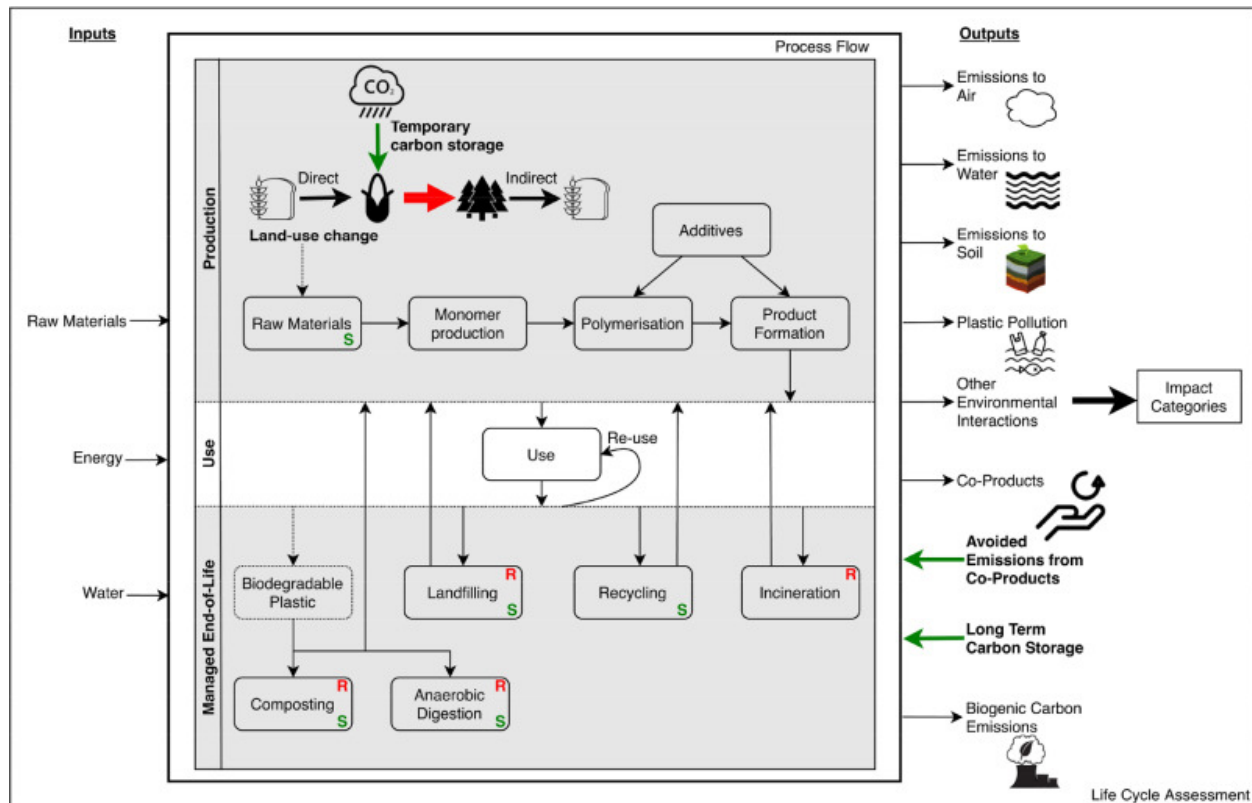 Inputs
Process Flow
Outputs
Production
CO₂
Temporary
carbon storage
Direct
Indirect
Land-use change
Additives
Raw Materials
S
Monomer
production
Polymerisation
Product
Formation
Raw Materials
Energy
Water
Use
Use
Re-use
Managed End-of-Life
Biodegradable
Plastic
Landfilling
R
S
Recycling
S
Incineration
R
Composting
R
S
Anaerobic
Digestion
R
S
Emissions to
Air
Emissions to
Water
Emissions to
Soil
Plastic Pollution
Other
Environmental
Interactions
Impact
Categories
Co-Products
Avoided
Emissions from
Co-Products
Long Term
Carbon Storage
Biogenic Carbon
Emissions
Life Cycle Assessment